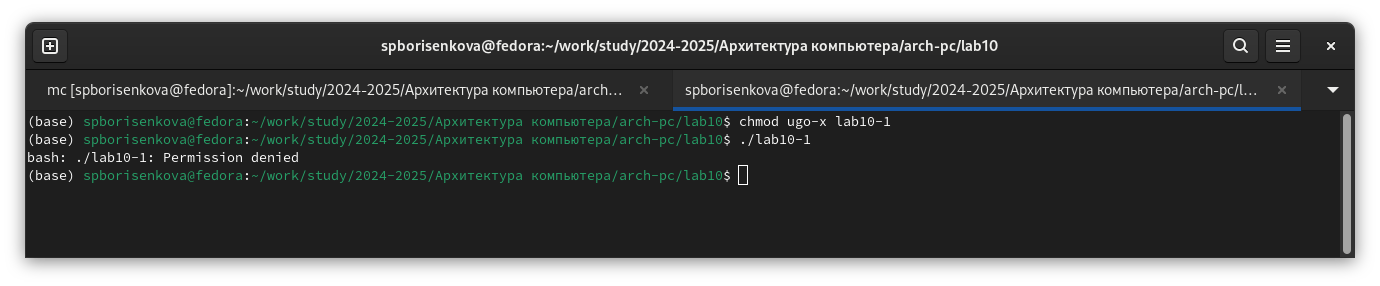 spborisenkova@fedora:~/work/study/2024-2025/Архитектура компьютера/arch-pc/lab10
mc [spborisenkova@fedora]:~/work/study/2024-2025/Архитектура компьютера/arch...
spborisenkova@fedora:~/work/study/2024-2025/Архитектура компьютера/arch-pc/l...
(base) spborisenkova@fedora:~/work/study/2024-2025/Архитектура компьютера/arch-pc/lab10$ chmod ugo-x lab10-1
(base) spborisenkova@fedora:~/work/study/2024-2025/Архитектура компьютера/arch-pc/lab10$ ./lab10-1
bash: ./lab10-1: Permission denied
(base) spborisenkova@fedora:~/work/study/2024-2025/Архитектура компьютера/arch-pc/lab10$